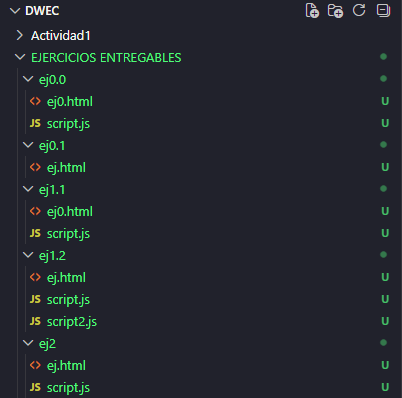 DWEC
Actividad1
EJERCICIOS ENTREGABLES
ej0.0
<> ej0.html U
JS script.js U
ej0.1
<> ej.html U
ej1.1
<> ej0.html U
JS script.js U
ej1.2
<> ej.html U
JS script.js U
JS script2.js U
ej2
<> ej.html U
JS script.js U